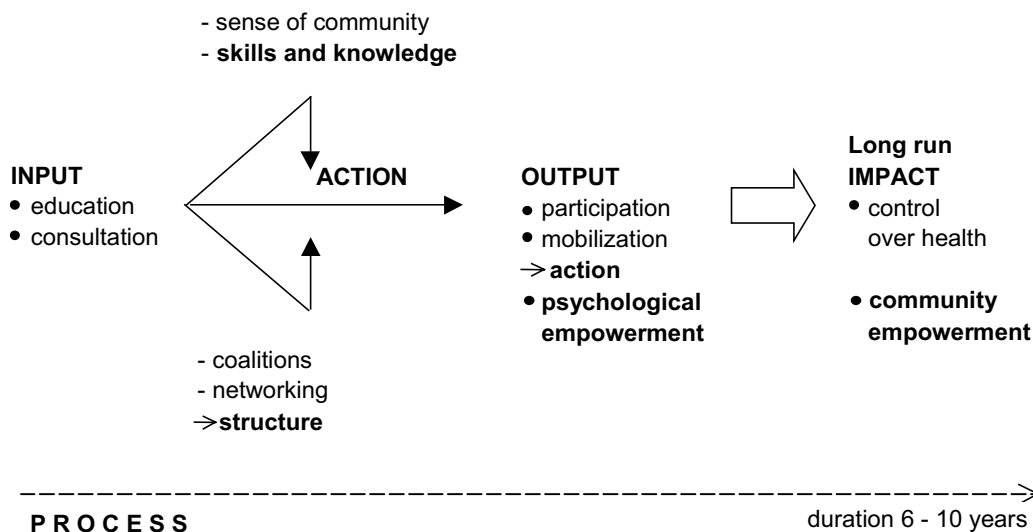 - sense of community
- skills and knowledge
INPUT
• education
• consultation
ACTION
OUTPUT
• participation
• mobilization
→ action
• psychological
empowerment
Long run
IMPACT
• control
over health
• community
empowerment
- coalitions
- networking
→ structure
PROCESS
duration 6 - 10 years